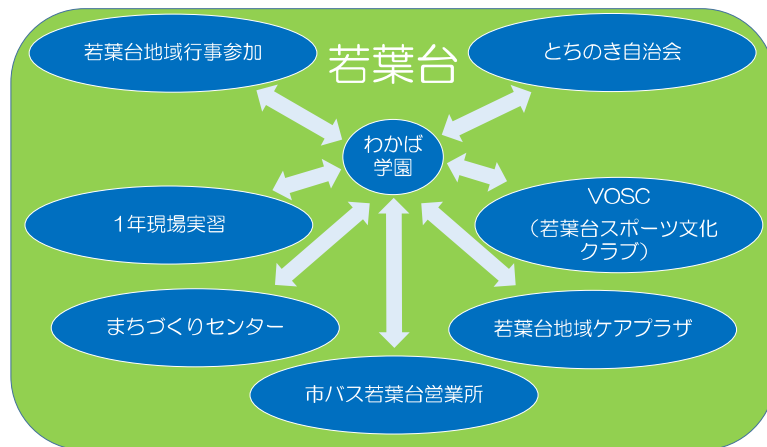 若葉台
若葉台地域行事参加
とちのき自治会
わかば
学園
1年現場実習
VOSC
(若葉台スポーツ文化
クラブ)
まちづくりセンター
若葉台地域ケアプラザ
市バス若葉台営業所